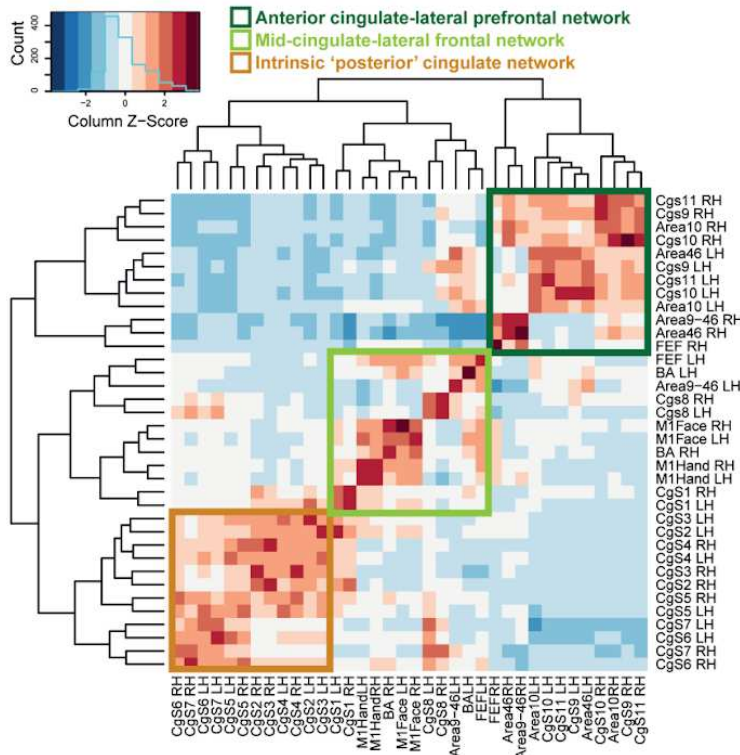 Count
400
200
0
-2
0
2
Column Z-Score
Anterior cingulate-lateral prefrontal network
Mid-cingulate-lateral frontal network
Intrinsic 'posterior' cingulate network
Cgs11 RH
Cgs9 RH
Area10 RH
Cgs10 RH
Area46 LH
Cgs9 LH
Cgs11 LH
Cgs10 LH
Area10 LH
Area9-46 RH
Area46 RH
FEF RH
FEF LH
BA LH
Area9-46 LH
Cgs8 RH
Cgs8 LH
M1Face RH
M1Face LH
BA RH
M1Hand RH
M1Hand LH
CgS1 RH
CgS1 LH
CgS3 LH
CgS2 LH
CgS4 RH
CgS4 LH
CgS3 RH
CgS2 RH
CgS5 RH
CgS5 LH
CgS7 LH
CgS6 LH
CgS7 RH
CgS6 RH
CgS6 RH
CgS7 RH
CgS6 LH
CgS7 LH
CgS5 LH
CgS5 RH
CgS2 RH
CgS3 RH
CgS4 LH
CgS4 RH
CgS2 LH
CgS3 LH
CgS1 LH
CgS1 RH
M1HandLH
M1HandRH
BA RH
M1Face LH
M1Face RH
CgS8 LH
CgS8 RH
Area9-46LH
BALH
FEFLH
FEFRH
Area46RH
Area9-46RH
Area10LH
CgS10 LH
CgS11 LH
CgS9 LH
Area46LH
CgS10 RH
Area10RH
CgS9 RH
CgS11 RH